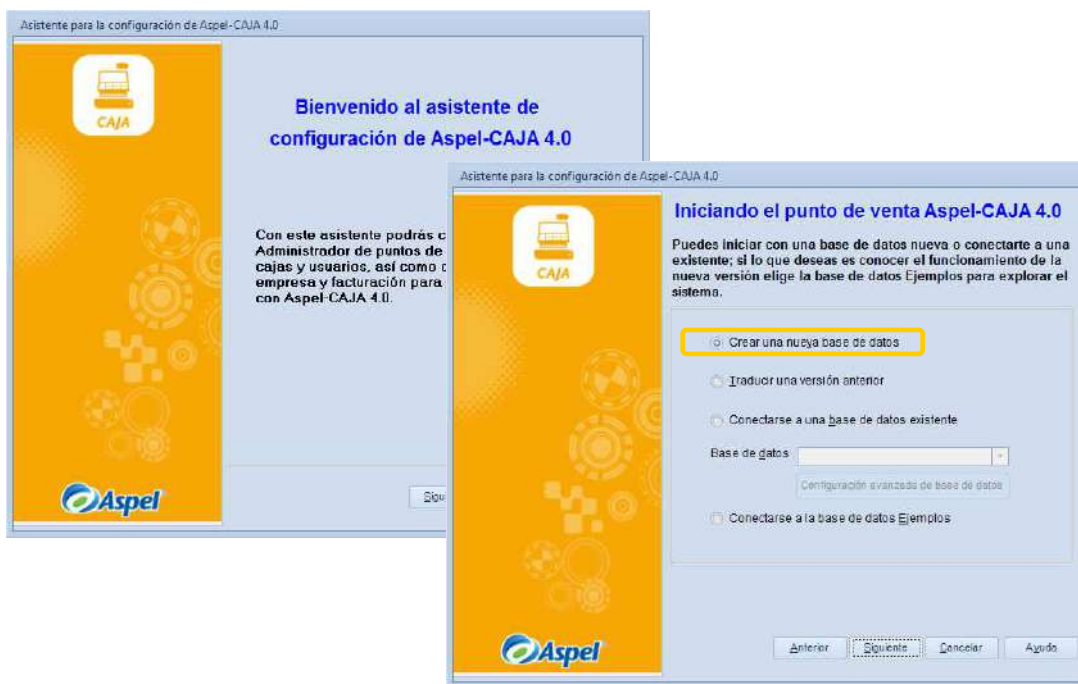 Asistente para la configuración de Aspel-CAJA 4.0
CAJA
Bienvenido al asistente de
configuración de Aspel-CAJA 4.0
Con este asistente podrás
Administrador de puntos de
cajas y usuarios, así como
empresa y facturación para
con Aspel-CAJA 4.0.
Aspel
Asistente para la configuración de Aspel-CAJA 4.0
CAJA
Iniciando el punto de venta Aspel-CAJA 4.0
Puedes iniciar con una base de datos nueva o conectarte a una
existente; si lo que deseas es conocer el funcionamiento de la
nueva versión elige la base de datos Ejemplos para explorar el
sistema.
Crear una nueva base de datos
Traducir una versión anterior
Conectarse a una base de datos existente
Base de datos
Configuración avanzada de base de datos
Conectarse a la base de datos Ejemplos
Aspel
Anterior Siguiente Cancelar Ayuda